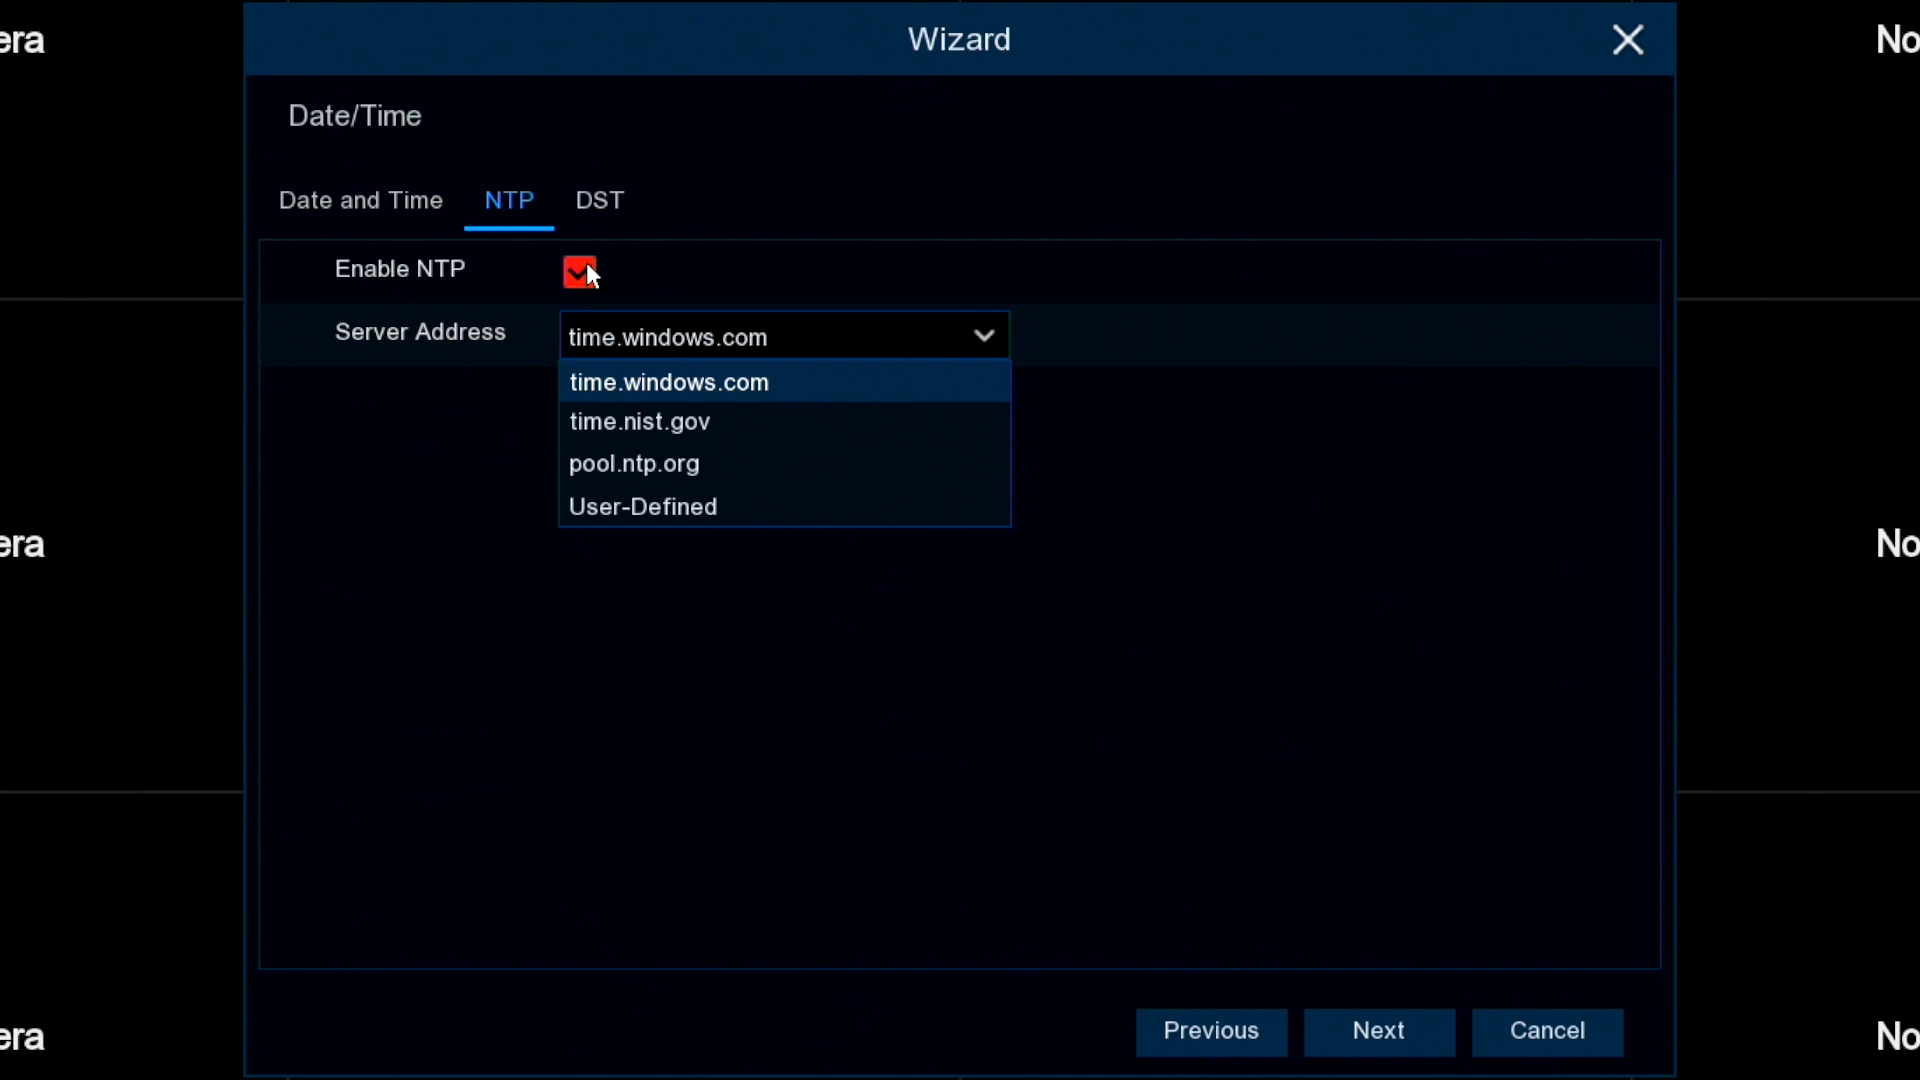 Wizard
era
No
Date/Time
Date and Time NTP DST
Enable NTP
Server Address time.windows.com
time.windows.com
time.nist.gov
pool.ntp.org
User-Defined
era
No
Previous Next Cancel
era
No